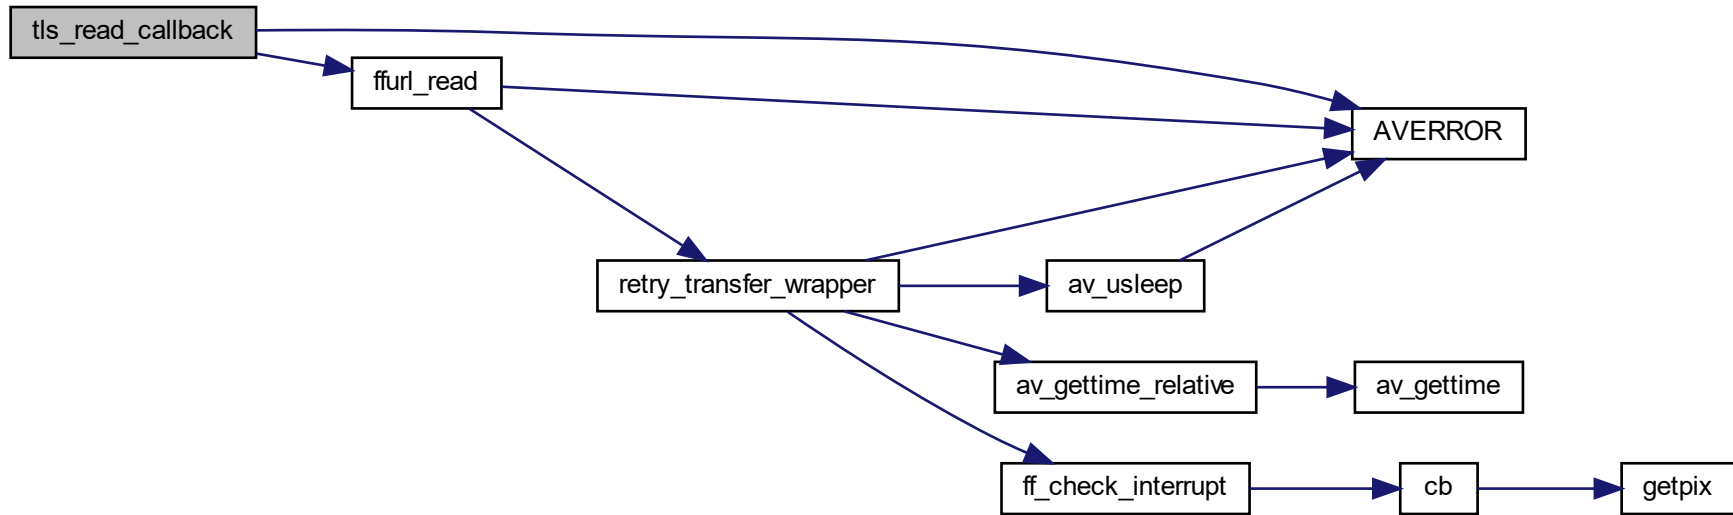 tls_read_callback
ffurl_read
AVERROR
retry_transfer_wrapper
av_usleep
av_gettime_relative
av_gettime
ff_check_interrupt
cb
getpix